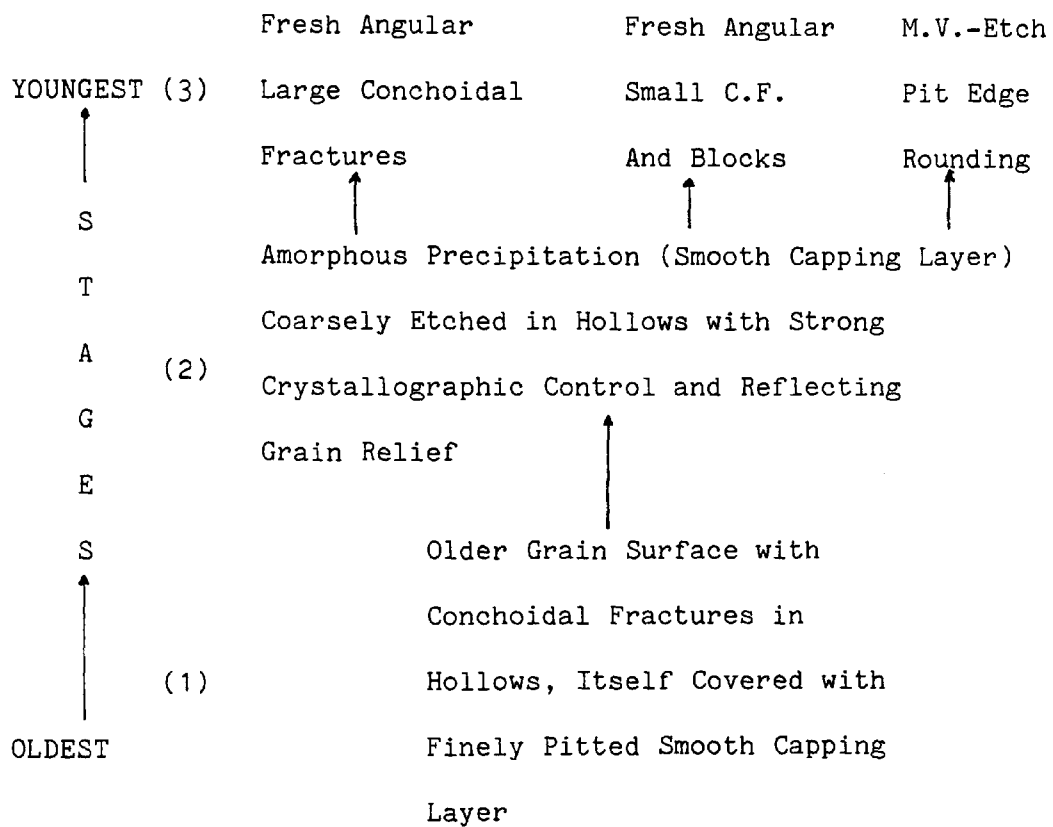 Fresh Angular Fresh Angular M.V.-Etch
YOUNGEST (3) Large Conchoidal Small C.F. Pit Edge
Fractures And Blocks Rounding
S
Amorphous Precipitation (Smooth Capping Layer)
T
Coarsely Etched in Hollows with Strong
A
(2)
Crystallographic Control and Reflecting
G
Grain Relief
E
S Older Grain Surface with
Conchoidal Fractures in
(1) Hollows, Itself Covered with
OLDEST Finely Pitted Smooth Capping
Layer